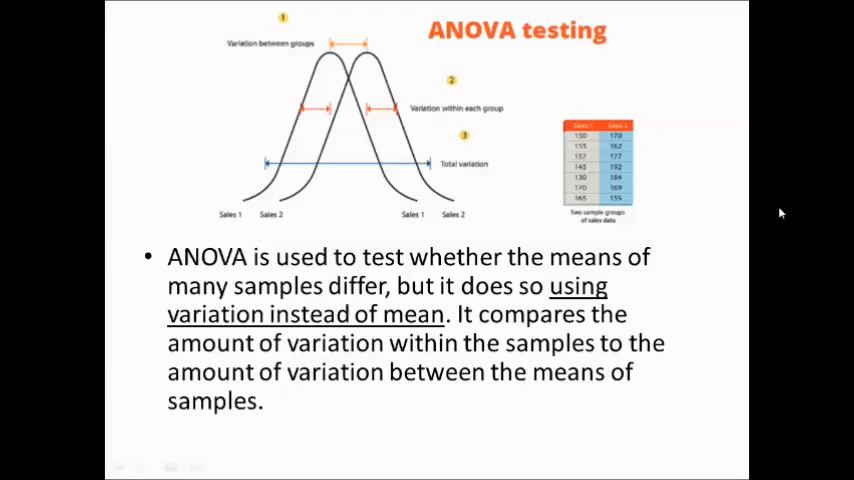 1
ANOVA testing
Variation between groups
2
Variation within each group
3
Total variation
Sales 1 Sales 2 Sales 1 Sales 2
Sales 1 Sales 2
150 170
155 162
157 177
145 192
130 184
170 169
165 155
Two sample groups
of sales data
• ANOVA is used to test whether the means of
many samples differ, but it does so using
variation instead of mean. It compares the
amount of variation within the samples to the
amount of variation between the means of
samples.